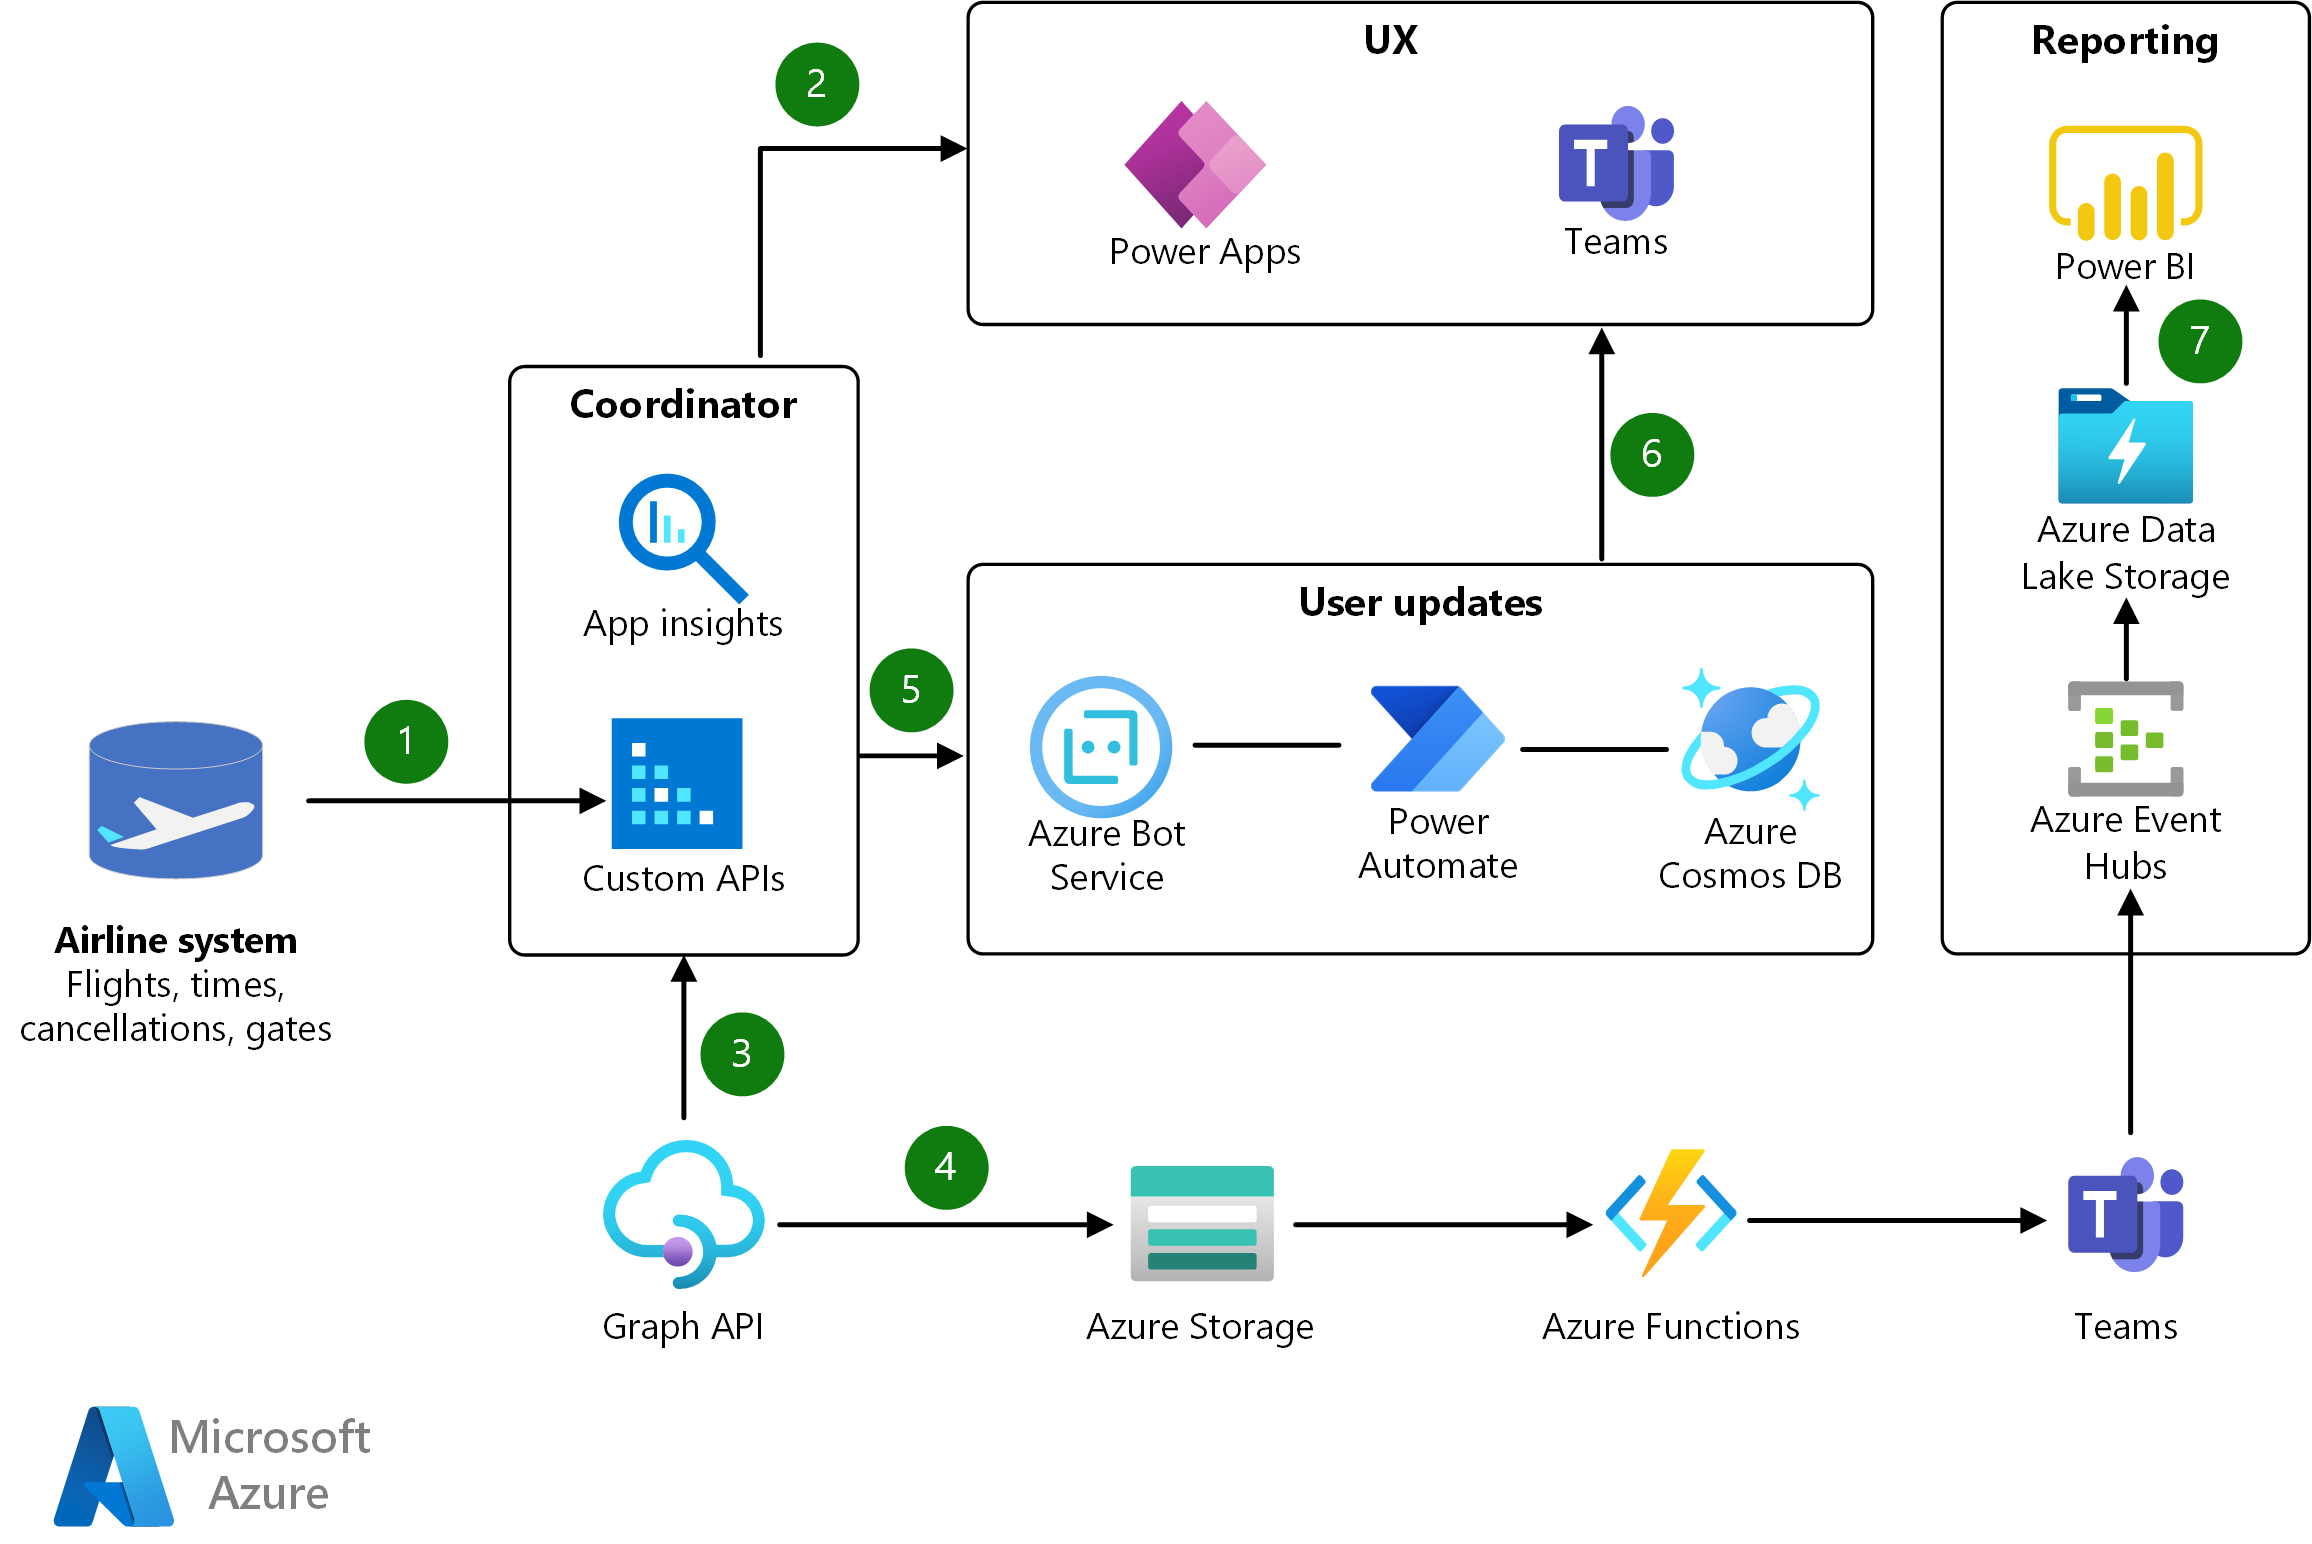 UX
Reporting
2
Power Apps
Teams
Power BI
7
Coordinator
6
Azure Data
Lake Storage
App insights
User updates
1
5
Custom APIs
Azure Bot
Service
Power
Automate
Azure
Cosmos DB
Azure Event
Hubs
Airline system
Flights, times,
cancellations, gates
3
4
Graph API
Azure Storage
Azure Functions
Teams
Microsoft
Azure